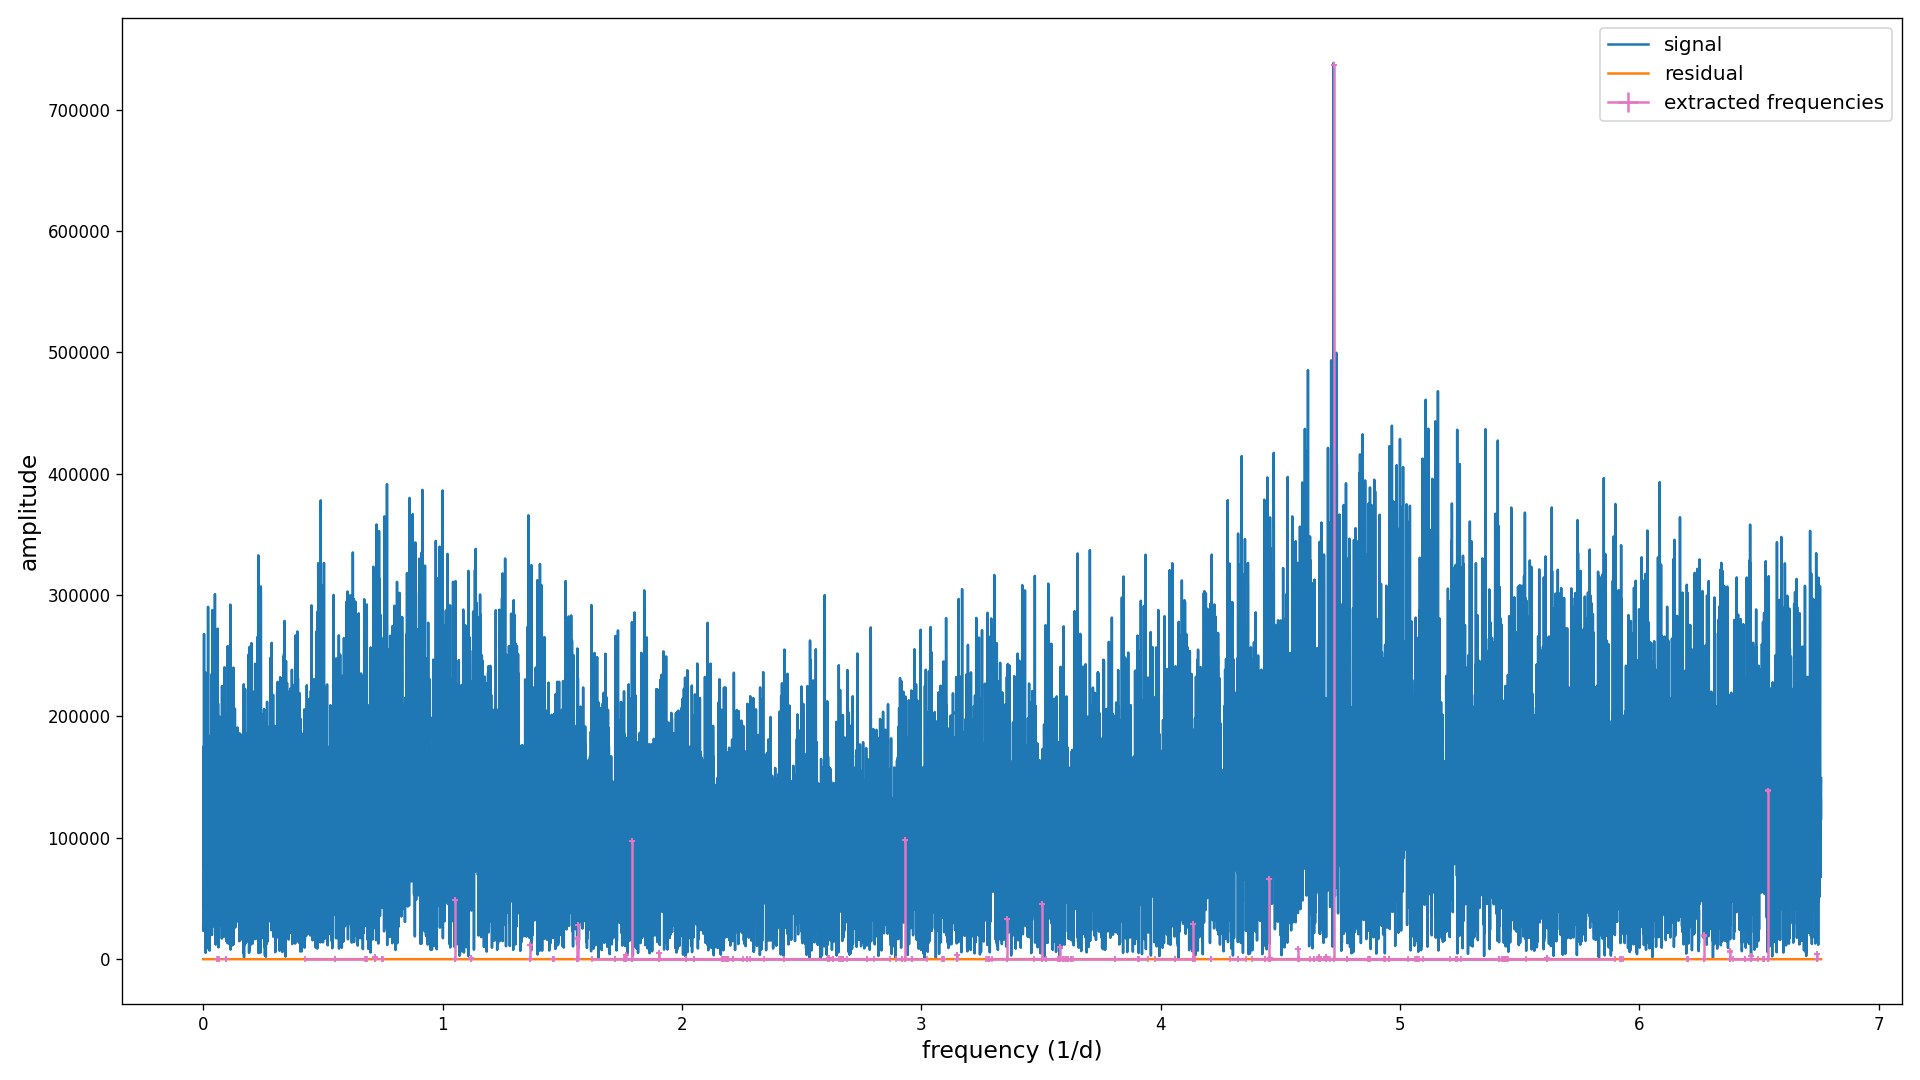 signal
residual
extracted frequencies
700000
600000
500000
400000
300000
200000
100000
0
amplitude
0 1 2 3 4 5 6 7
frequency (1/d)